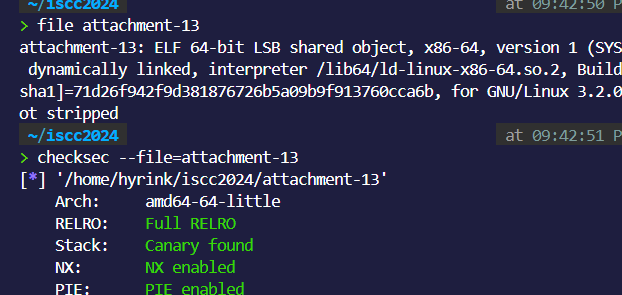 ~/iscc2024 at 09:42:50 P
> file attachment-13
attachment-13: ELF 64-bit LSB shared object, x86-64, version 1 (SYS
dynamically linked, interpreter /lib64/ld-linux-x86-64.so.2, Build
sha1]=71d26f942f9d381876726b5a09b9f913760cca6b, for GNU/Linux 3.2.0
ot stripped
~/iscc2024 at 09:42:51 P
> checksec --file=attachment-13
[*] '/home/hyrink/iscc2024/attachment-13'
Arch: amd64-64-little
RELRO: Full RELRO
Stack: Canary found
NX: NX enabled
PIE: PIE enabled